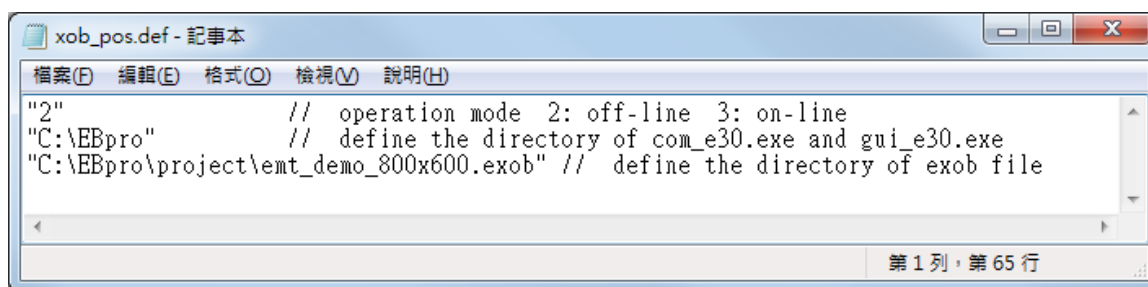 xob_pos.def - 記事本
檔案(F) 編輯(E) 格式(O) 檢視(V) 說明(H)
"2" // operation mode 2: off-line 3: on-line
"C:\EBpro" // define the directory of com_e30.exe and gui_e30.exe
"C:\EBpro\project\emt_demo_800x600.exob" // define the directory of exob file
第 1 列，第 65 行